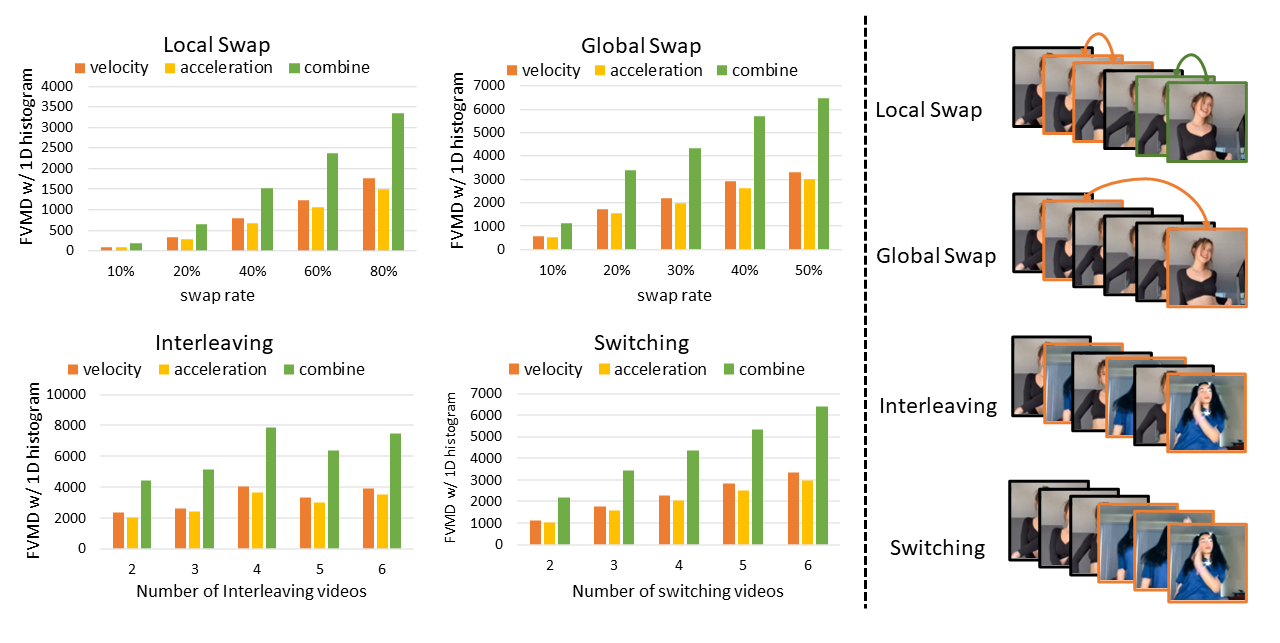 Local Swap
velocity acceleration combine
FVMD w/ 1D histogram
4000
3500
3000
2500
2000
1500
1000
500
0
10% 20% 40% 60% 80%
swap rate
Global Swap
velocity acceleration combine
FVMD w/ 1D histogram
7000
6000
5000
4000
3000
2000
1000
0
10% 20% 30% 40% 50%
swap rate
Interleaving
velocity acceleration combine
FVMD w/ 1D histogram
10000
8000
6000
4000
2000
0
2 3 4 5 6
Number of Interleaving videos
Switching
velocity acceleration combine
FVMD w/ 1D histogram
7000
6000
5000
4000
3000
2000
1000
0
2 3 4 5 6
Number of switching videos
Local Swap
Global Swap
Interleaving
Switching